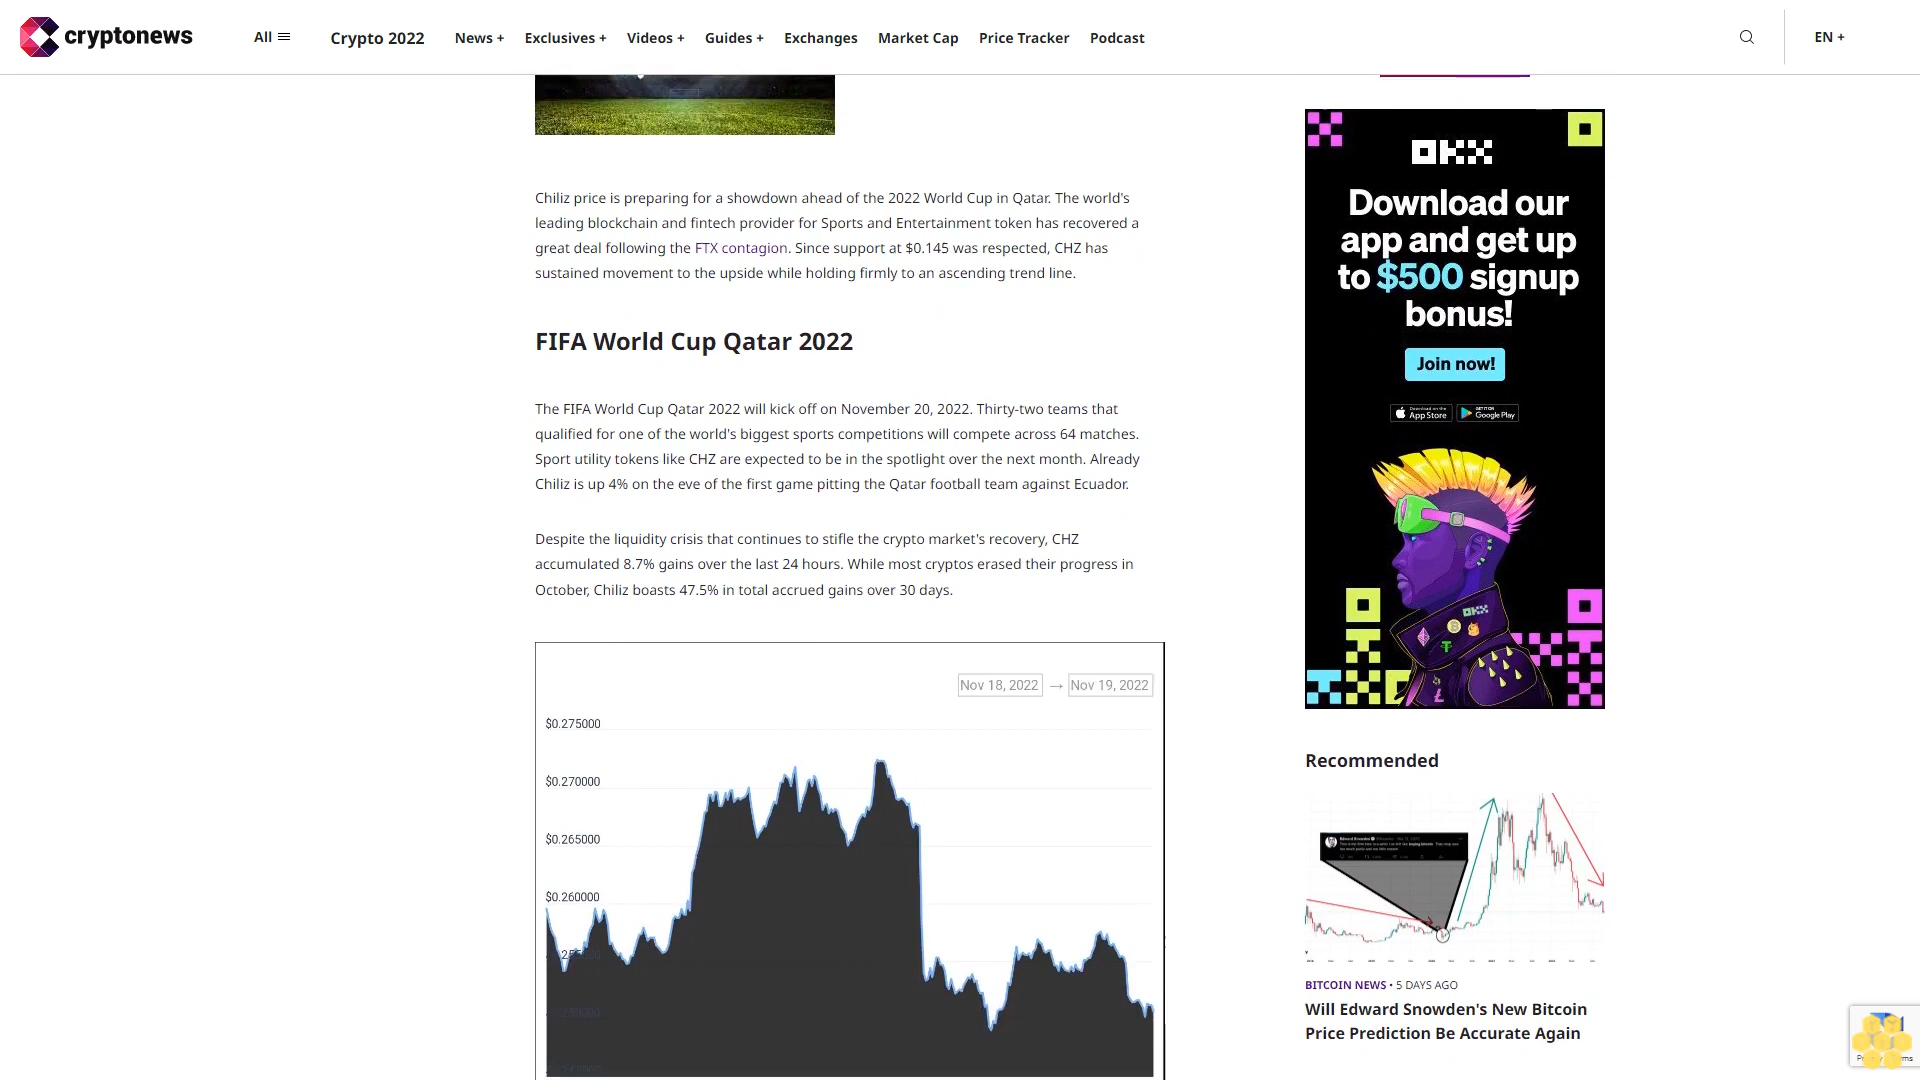 cryptonews
All
Crypto 2022
News +
Exclusives +
Videos +
Guides +
Exchanges
Market Cap
Price Tracker
Podcast
EN +
Chiliz price is preparing for a showdown ahead of the 2022 World Cup in Qatar. The world's
leading blockchain and fintech provider for Sports and Entertainment token has recovered a
great deal following the FTX contagion. Since support at $0.145 was respected, CHZ has
sustained movement to the upside while holding firmly to an ascending trend line.
FIFA World Cup Qatar 2022
The FIFA World Cup Qatar 2022 will kick off on November 20, 2022. Thirty-two teams that
qualified for one of the world's biggest sports competitions will compete across 64 matches.
Sport utility tokens like CHZ are expected to be in the spotlight over the next month. Already
Chiliz is up 4% on the eve of the first game pitting the Qatar football team against Ecuador.
Despite the liquidity crisis that continues to stifle the crypto market's recovery, CHZ
accumulated 8.7% gains over the last 24 hours. While most cryptos erased their progress in
October, Chiliz boasts 47.5% in total accrued gains over 30 days.
Nov 18, 2022 → Nov 19, 2022
$0.275000
$0.270000
$0.265000
$0.260000
OKX
Download our
app and get up
to $500 signup
bonus!
Join now!
Download on the
App Store
GET IT ON
Google Play
OKX
Recommended
BITCOIN NEWS • 5 DAYS AGO
Will Edward Snowden's New Bitcoin
Price Prediction Be Accurate Again